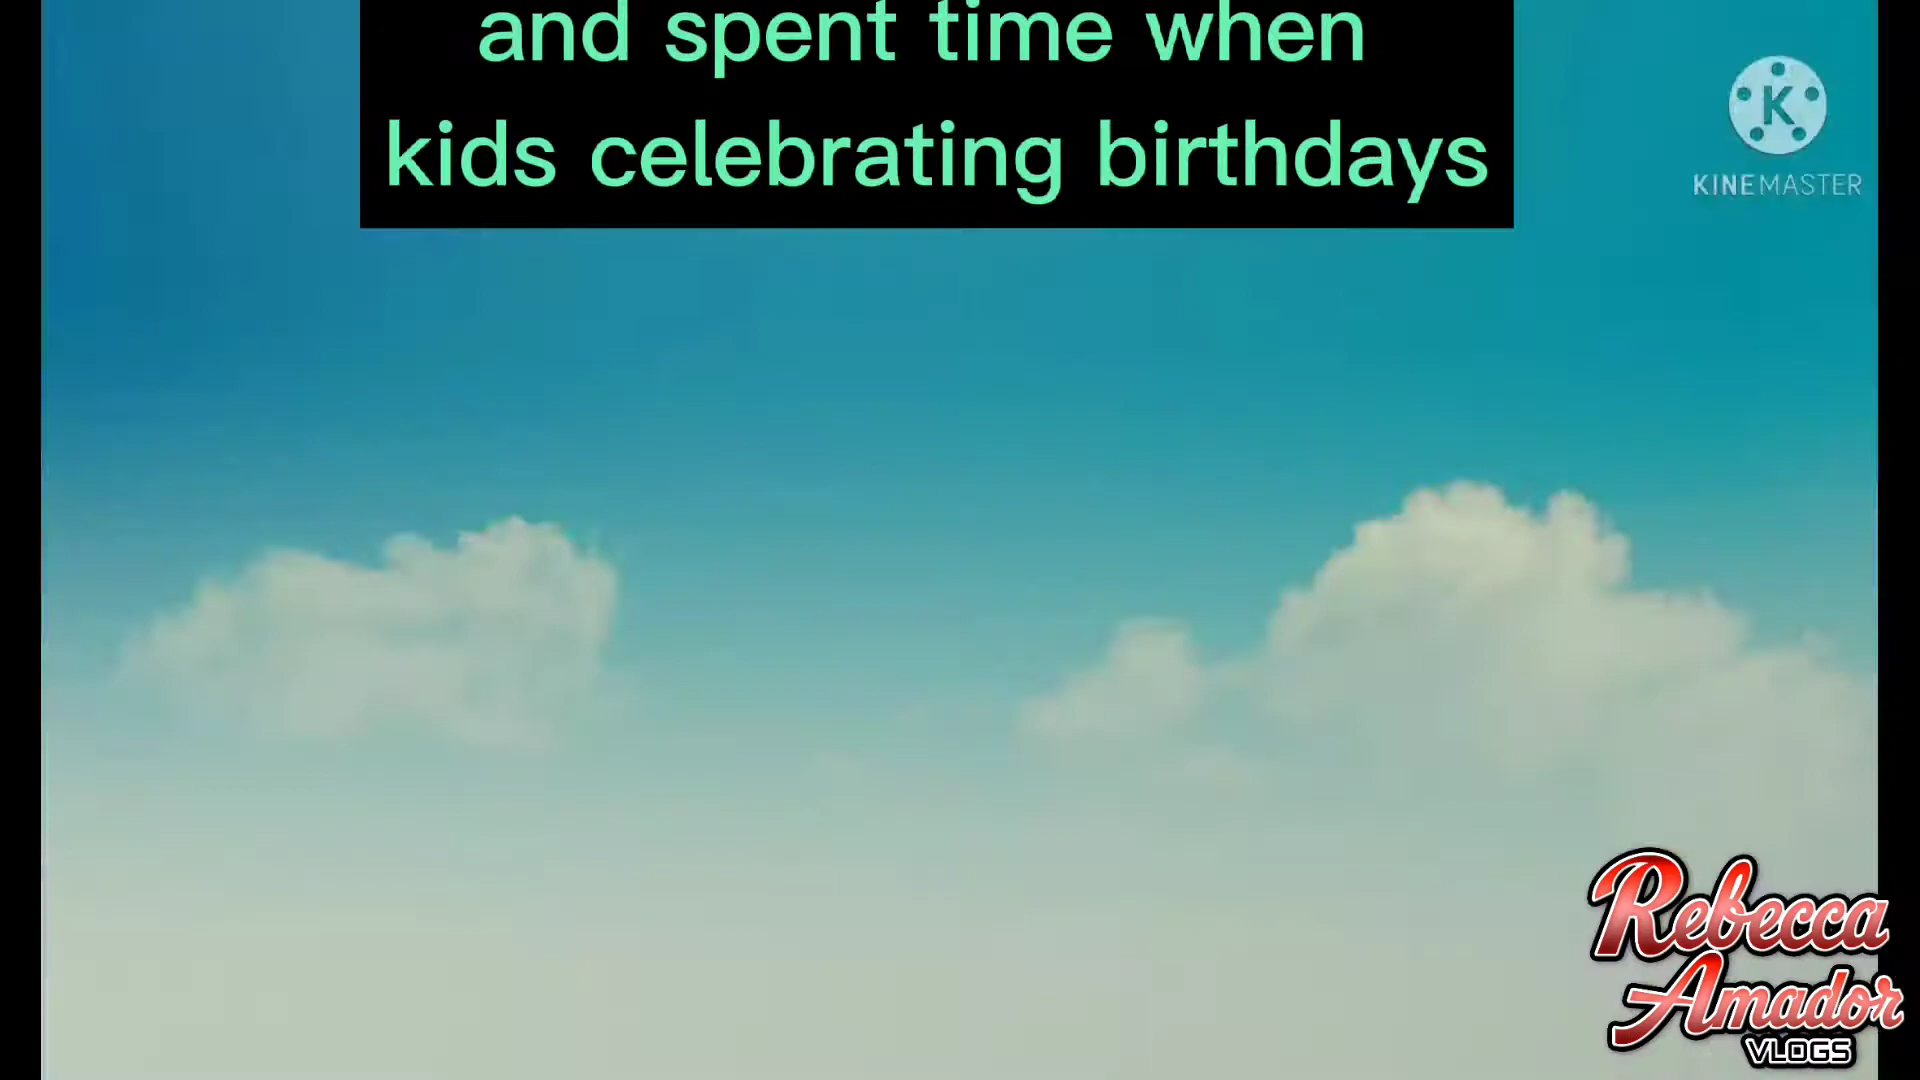 and spent time when
kids celebrating birthdays
K
KINEMASTER
Rebecca
Amador
VLOGS